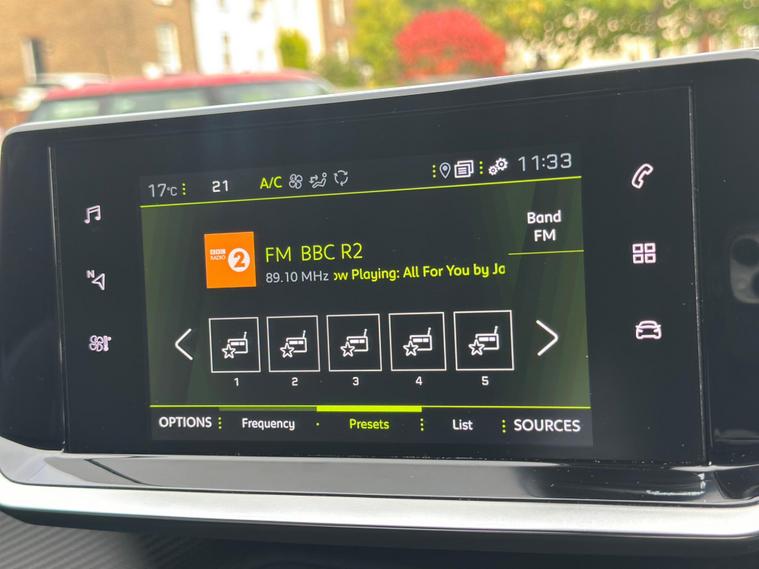 17°C 21 A/C 11:33
Band
FM
BBC
RADIO 2
FM BBC R2
89.10 MHz ow Playing: All For You by Ja
N
1 2 3 4 5
OPTIONS Frequency Presets List SOURCES